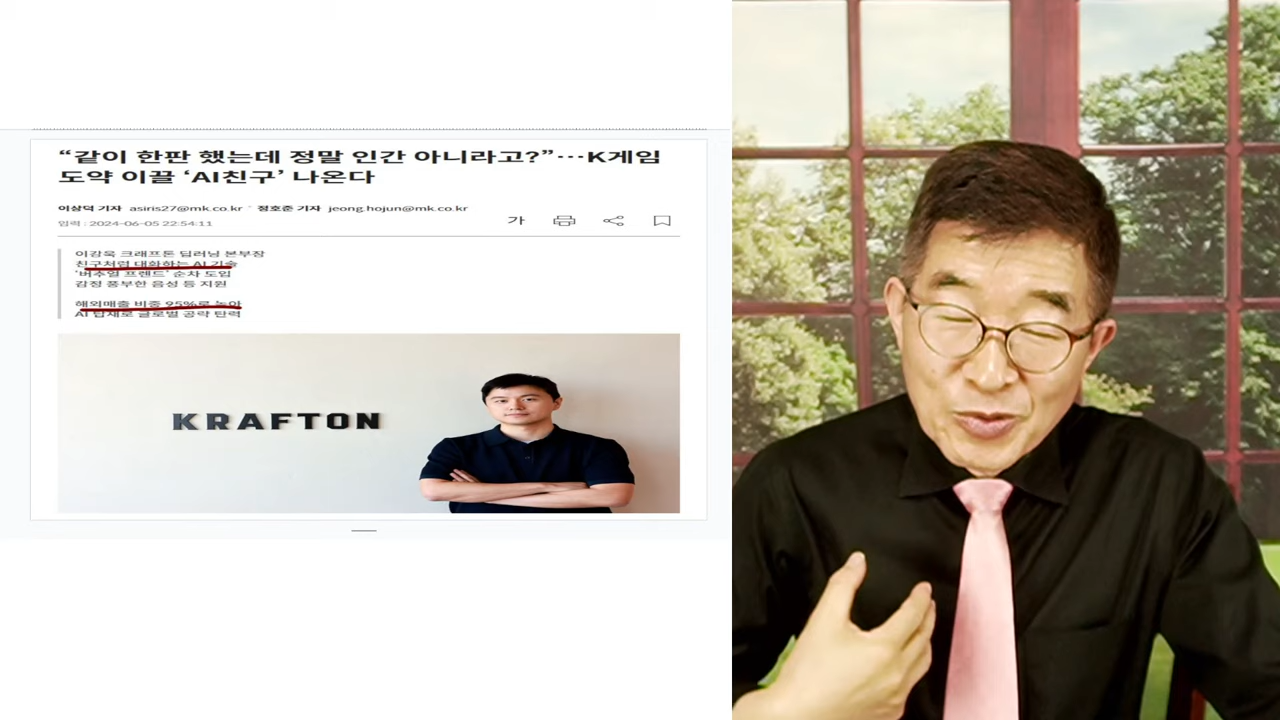 “같이 한판 했는데 정말 인간 아니라고?”…K게임
도약 이끌 ‘AI친구’ 나온다
이상덕 기자 asiris27@mk.co.kr 정호준 기자 jeong.hojun@mk.co.kr
입력 : 2024-06-05 22:54:11
가
이강욱 크래프톤 딥러닝 본부장
친구처럼 대화하는 AI 기술
‘버추얼 프렌드’ 순차 도입
감정 풍부한 음성 등 지원
해외매출 비중 95%로 높아
AI 탑재로 글로벌 공략 탄력
KRAFTON